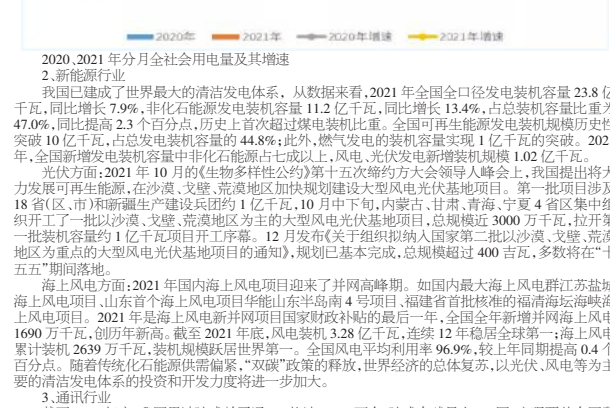 2020年 2021年 2020年增速 2021年增速
2020、2021年分月全社会用电量及其增速
2、新能源行业
我国已建成了世界最大的清洁发电体系，从数据来看，2021年全国全口径发电装机容量23.8亿
千瓦，同比增长7.9%，非化石能源发电装机容量11.2亿千瓦，同比增长13.4%，占总装机容量比重为
47.0%，同比提高2.3个百分点，历史上首次超过煤电装机比重。全国可再生能源发电装机规模历史性
突破10亿千瓦，占总发电装机容量的44.8%；此外，燃气发电的装机容量实现1亿千瓦的突破。202
年，全国新增发电装机容量中非化石能源占七成以上，风电、光伏发电新增装机规模1.02亿千瓦。
光伏方面：2021年10月的《生物多样性公约》第十五次缔约方大会领导人峰会上，我国提出将大
力发展可再生能源，在沙漠、戈壁、荒漠地区加快规划建设大型风电光伏基地项目。第一批项目涉及
18省（区、市）和新疆生产建设兵团约1亿千瓦，10月中下旬，内蒙古、甘肃、青海、宁夏4省区集中组
织开工了一批以沙漠、戈壁、荒漠地区为主的大型风电光伏基地项目，总规模近3000万千瓦，拉开第
一批装机容量约1亿千瓦项目开工序幕。12月发布《关于组织拟纳入国家第二批以沙漠、戈壁、荒漠
地区为重点的大型风电光伏基地项目的通知》，规划已基本完成，总规模超过400吉瓦，多数将在“十
五五”期间落地。
海上风电方面：2021年国内海上风电项目迎来了并网高峰期。如国内最大海上风电群江苏盐城
海上风电项目、山东首个海上风电项目华能山东半岛南4号项目、福建省首批核准的福清海坛海峡海
上风电项目。2021年是海上风电新并网项目国家财政补贴的最后一年，全国全年新增并网海上风电
1690万千瓦，创历年新高。截至2021年底，风电装机3.28亿千瓦，连续12年稳居全球第一；海上风电
累计装机2639万千瓦，装机规模跃居世界第一。全国风电平均利用率96.9%，较上年同期提高0.4个
百分点。随着传统化石能源供需偏紧，“双碳”政策的释放，世界经济的总体复苏，以光伏、风电等为主
要的清洁发电体系的投资和开发力度将进一步加大。
3、通讯行业